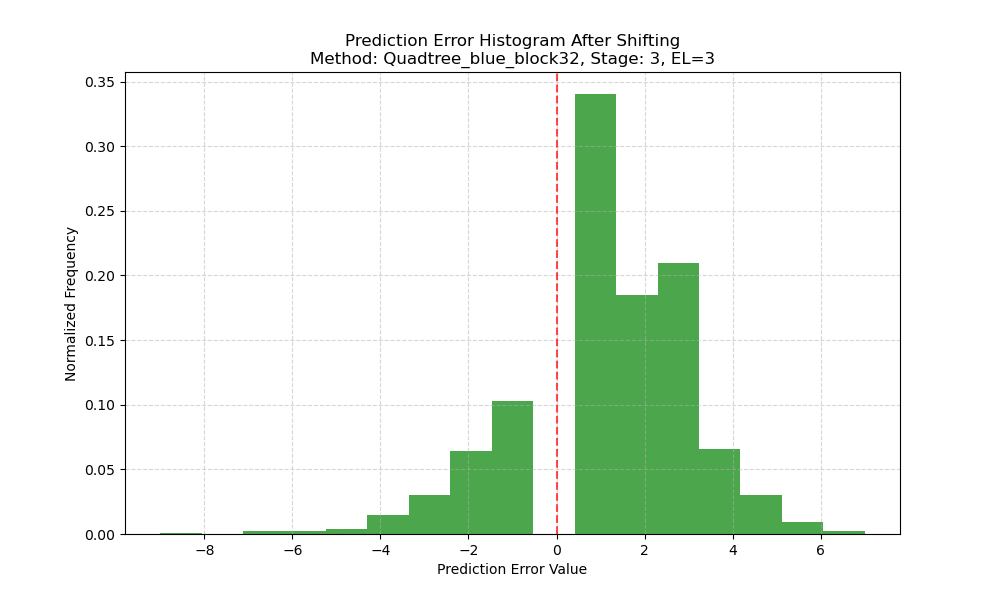 Prediction Error Histogram After Shifting
Method: Quadtree_blue_block32, Stage: 3, EL=3
0.35
0.30
0.25
0.20
0.15
0.10
0.05
0.00
−8 −6 −4 −2 0 2 4 6
Prediction Error Value
Normalized Frequency